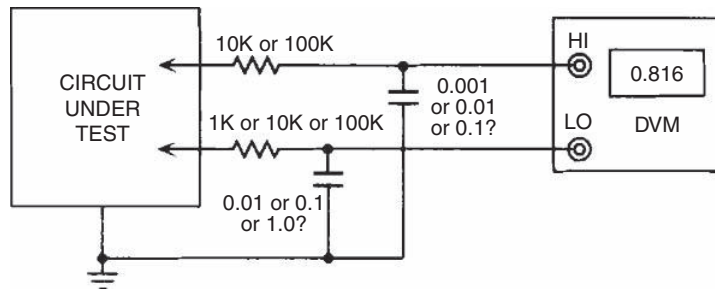 10K or 100K
HI
0.816
CIRCUIT
UNDER
TEST
0.001
or 0.01
or 0.1?
1K or 10K or 100K
LO
DVM
0.01 or 0.1
or 1.0?